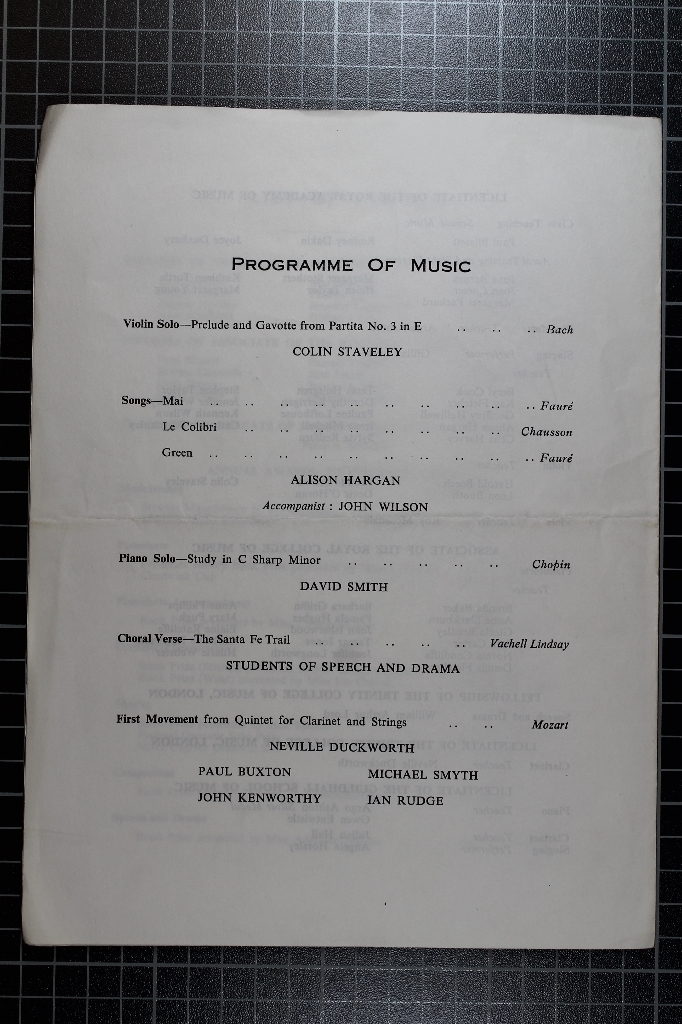 PROGRAMME OF MUSIC
Violin Solo—Prelude and Gavotte from Partita No. 3 in E .. .. .. Bach
COLIN STAVELEY
Songs—Mai .. .. .. .. .. .. .. .. .. .. .. Fauré
Le Colibri .. .. .. .. .. .. .. .. Chausson
Green .. .. .. .. .. .. .. .. .. .. Fauré
ALISON HARGAN
Accompanist : JOHN WILSON
Piano Solo—Study in C Sharp Minor .. .. .. .. .. Chopin
DAVID SMITH
Choral Verse—The Santa Fe Trail .. .. .. .. .. Vachell Lindsay
STUDENTS OF SPEECH AND DRAMA
First Movement from Quintet for Clarinet and Strings .. .. Mozart
NEVILLE DUCKWORTH
PAUL BUXTON MICHAEL SMYTH
JOHN KENWORTHY IAN RUDGE